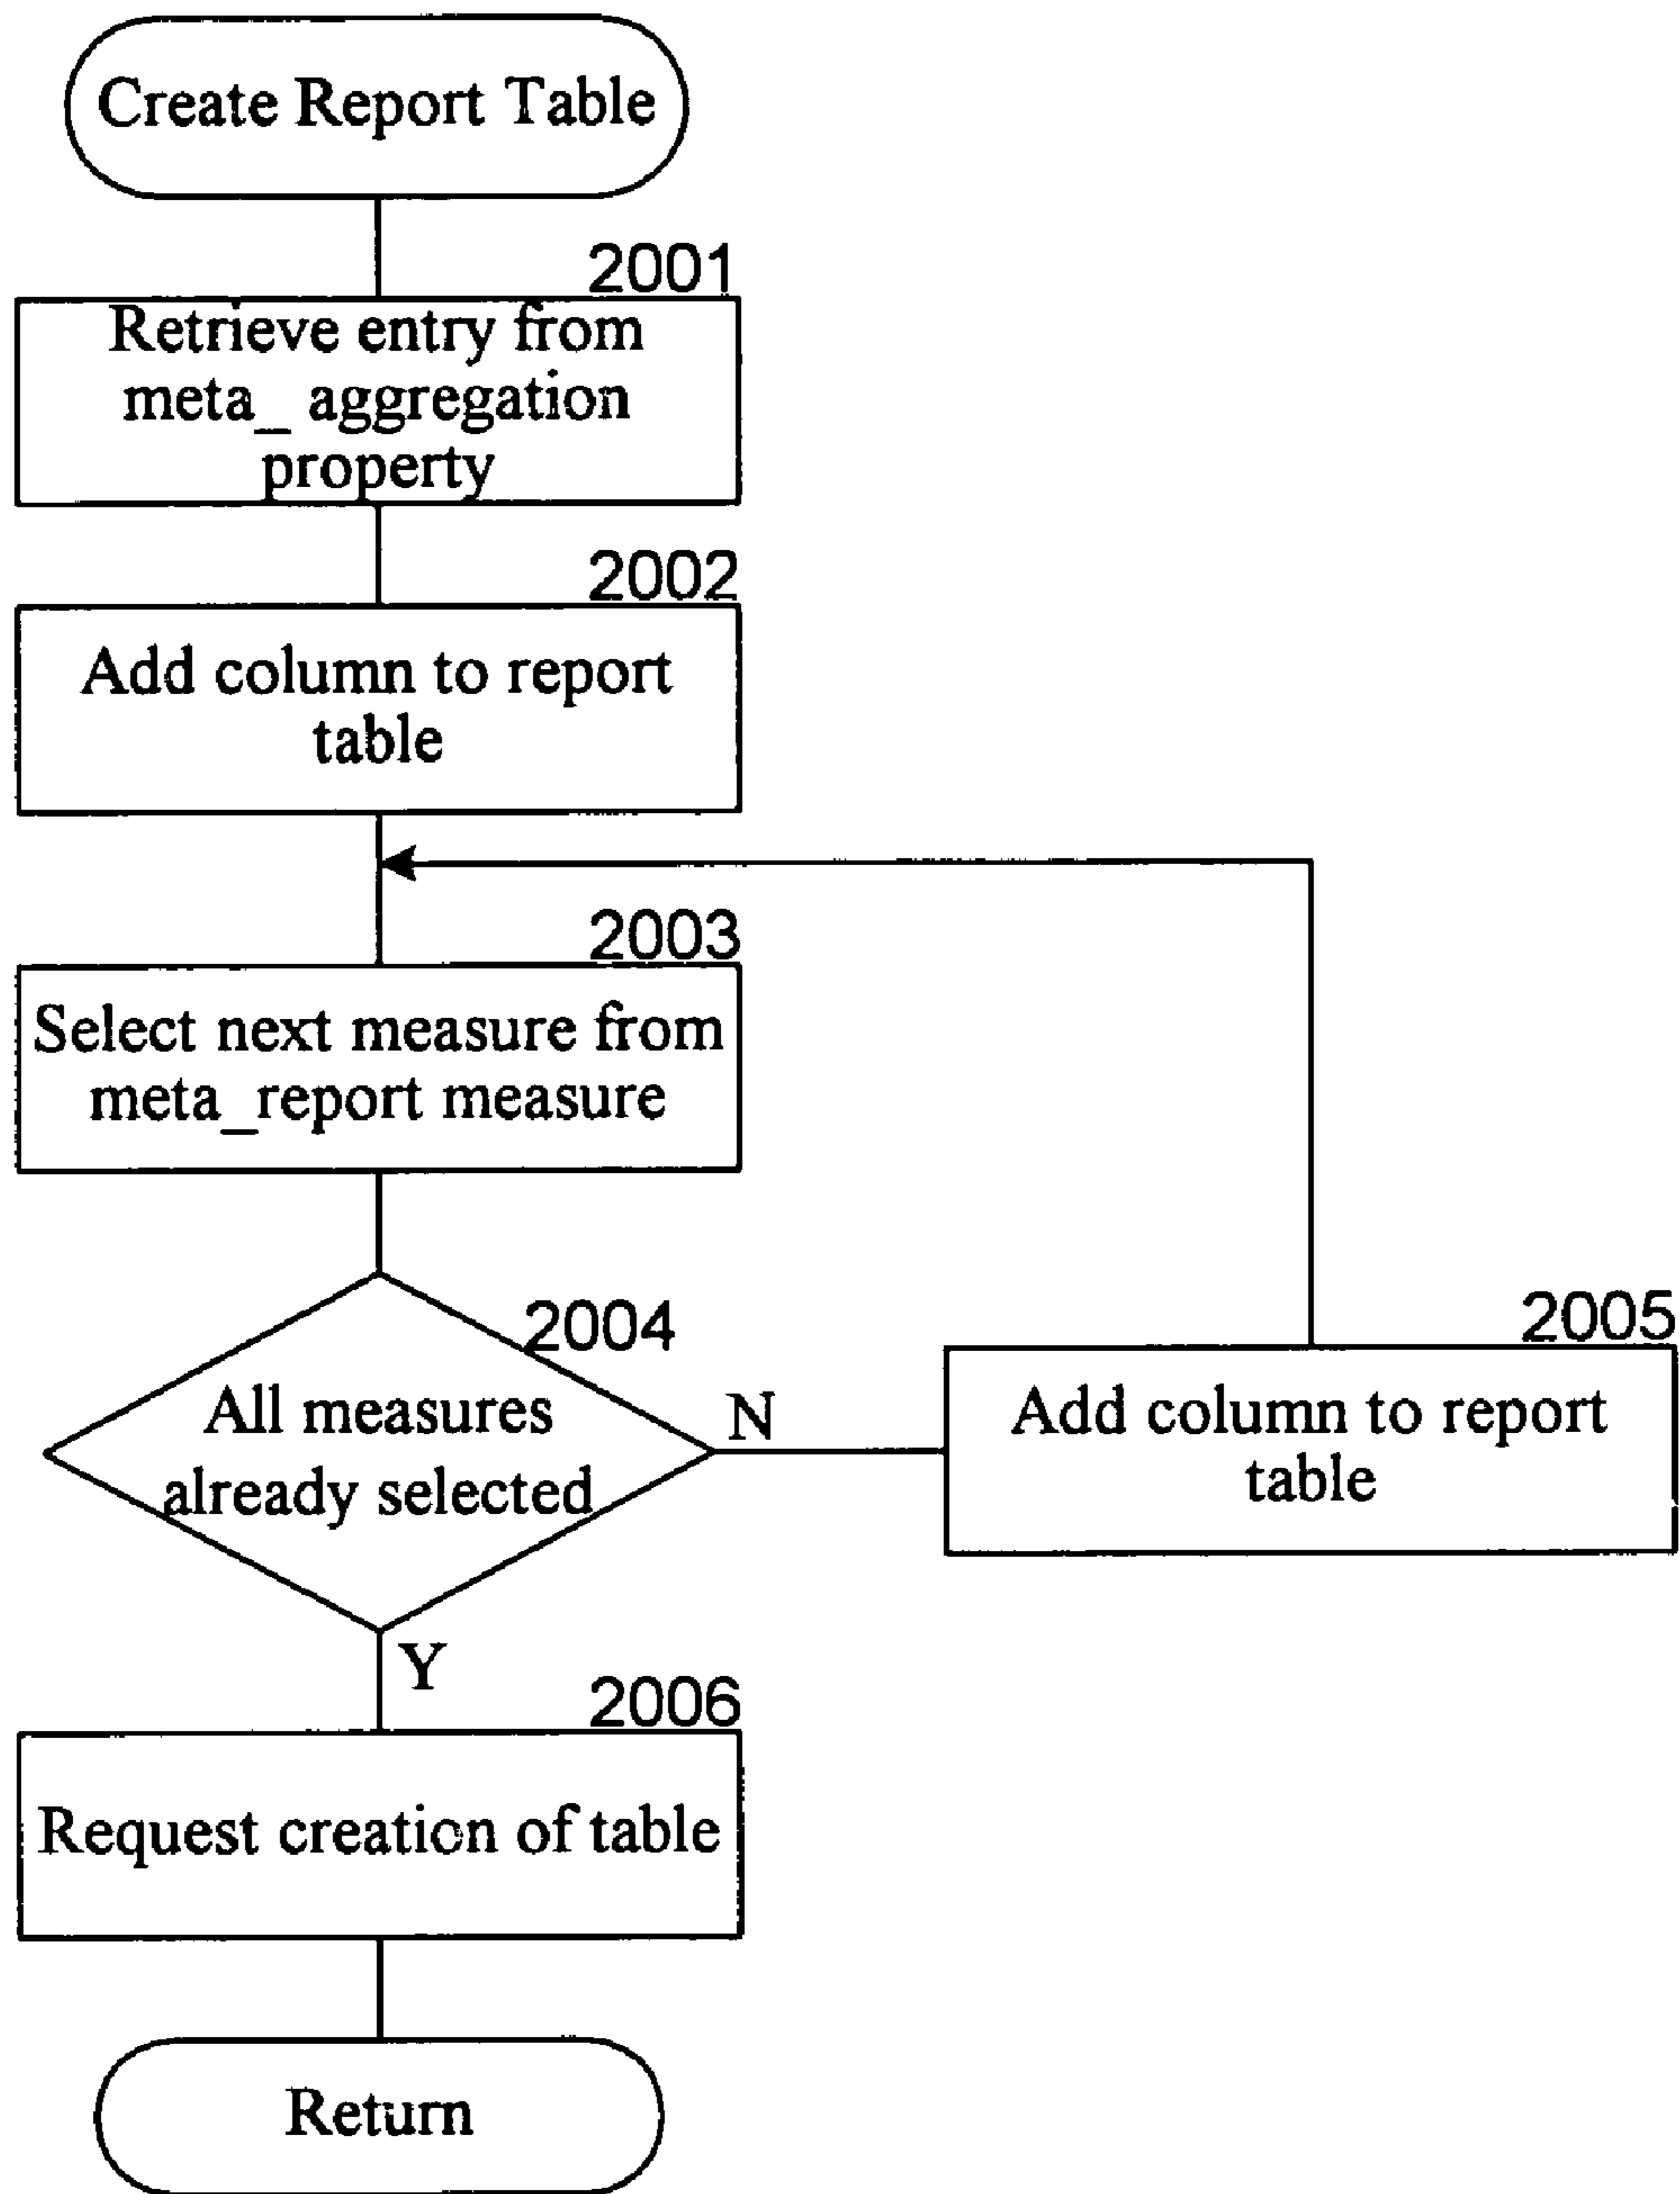 Create Report Table
2001
Retrieve entry from
meta_ aggregation
property
2002
Add column to report
table
2003
Select next measure from
meta_report measure
2004
All measures
already selected
N
2005
Add column to report
table
Y
2006
Request creation of table
Return